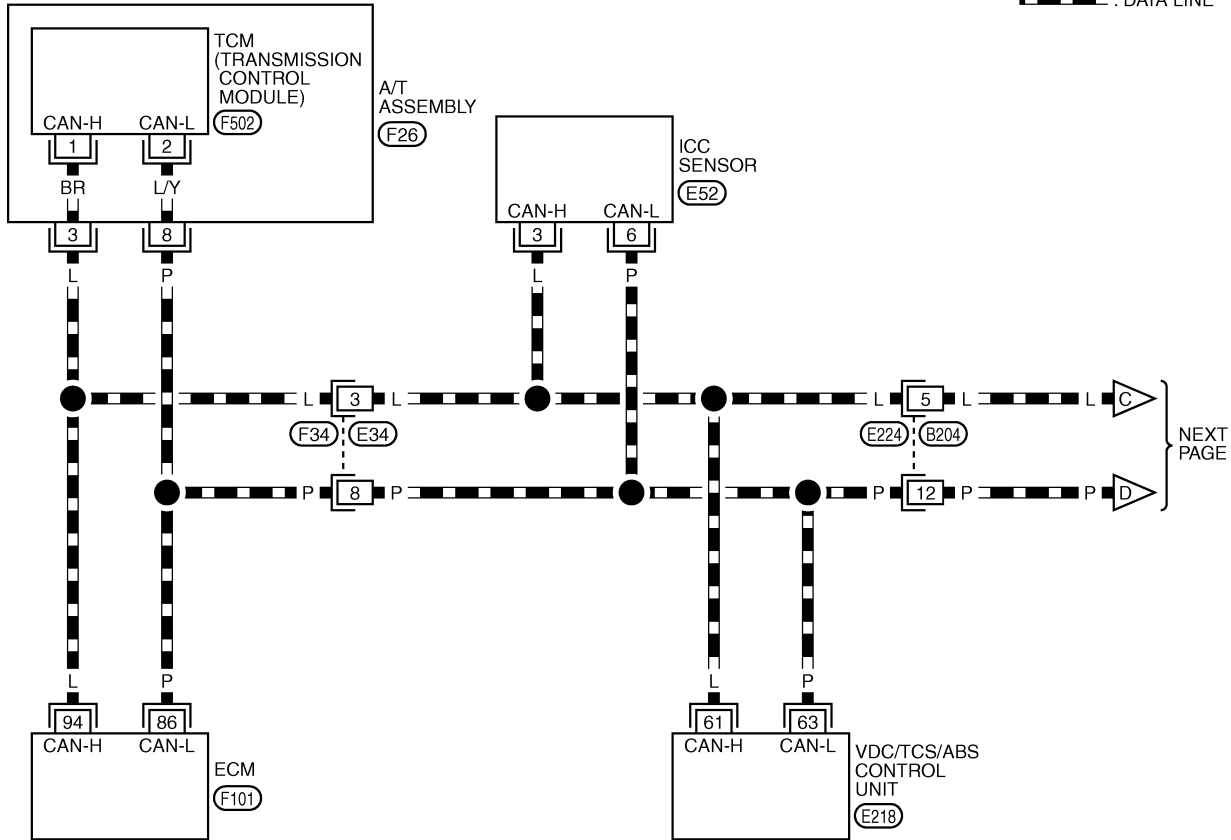 : DATA LINE
TCM
(TRANSMISSION
CONTROL
MODULE)
F502
A/T
ASSEMBLY
F26
CAN-H CAN-L
1 2
BR L/Y
3 8
L P
ICC
SENSOR
E52
CAN-H CAN-L
3 6
L P
L 3 L L 5 L L C
F34 E34 E224 B204
NEXT
PAGE
P 8 P P 12 P P D
L P L P
94 86 61 63
CAN-H CAN-L CAN-H CAN-L
ECM
F101
VDC/TCS/ABS
CONTROL
UNIT
E218